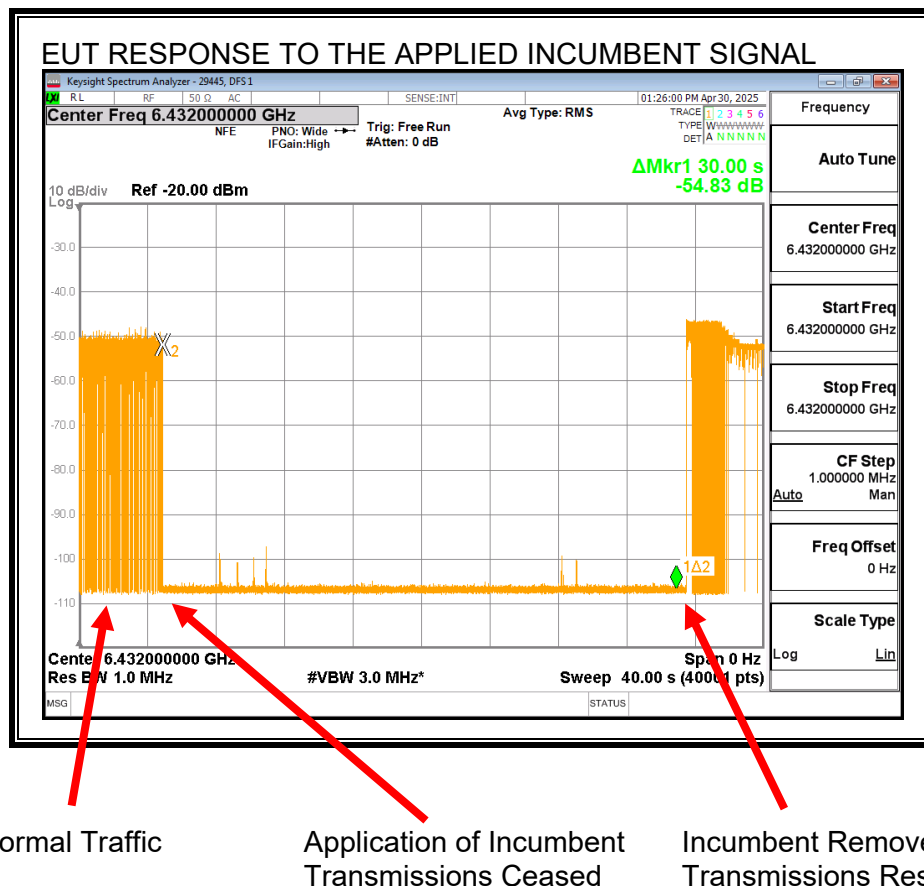 EUT RESPONSE TO THE APPLIED INCUMBENT SIGNAL
Keysight Spectrum Analyzer - 29445, DFS 1
LXI RL RF 50 Ω AC SENSE:INT 01:26:00 PM Apr 30, 2025
Center Freq 6.432000000 GHz
NFE
PNO: Wide
IFGain:High
Trig: Free Run
#Atten: 0 dB
Avg Type: RMS
TRACE 1 2 3 4 5 6
TYPE WWWWWW
DET A N N N N N
ΔMkr1 30.00 s
-54.83 dB
10 dB/div Ref -20.00 dBm
Log
-30.0
-40.0
-50.0
-60.0
-70.0
-80.0
-90.0
-100
-110
X2
1Δ2
Center 6.432000000 GHz
Span 0 Hz
Res BW 1.0 MHz
#VBW 3.0 MHz*
Sweep 40.00 s (40001 pts)
MSG
STATUS
Frequency
Auto Tune
Center Freq
6.432000000 GHz
Start Freq
6.432000000 GHz
Stop Freq
6.432000000 GHz
CF Step
1.000000 MHz
Auto Man
Freq Offset
0 Hz
Scale Type
Log Lin
ormal Traffic
Application of Incumbent
Transmissions Ceased
Incumbent Remove
Transmissions Res